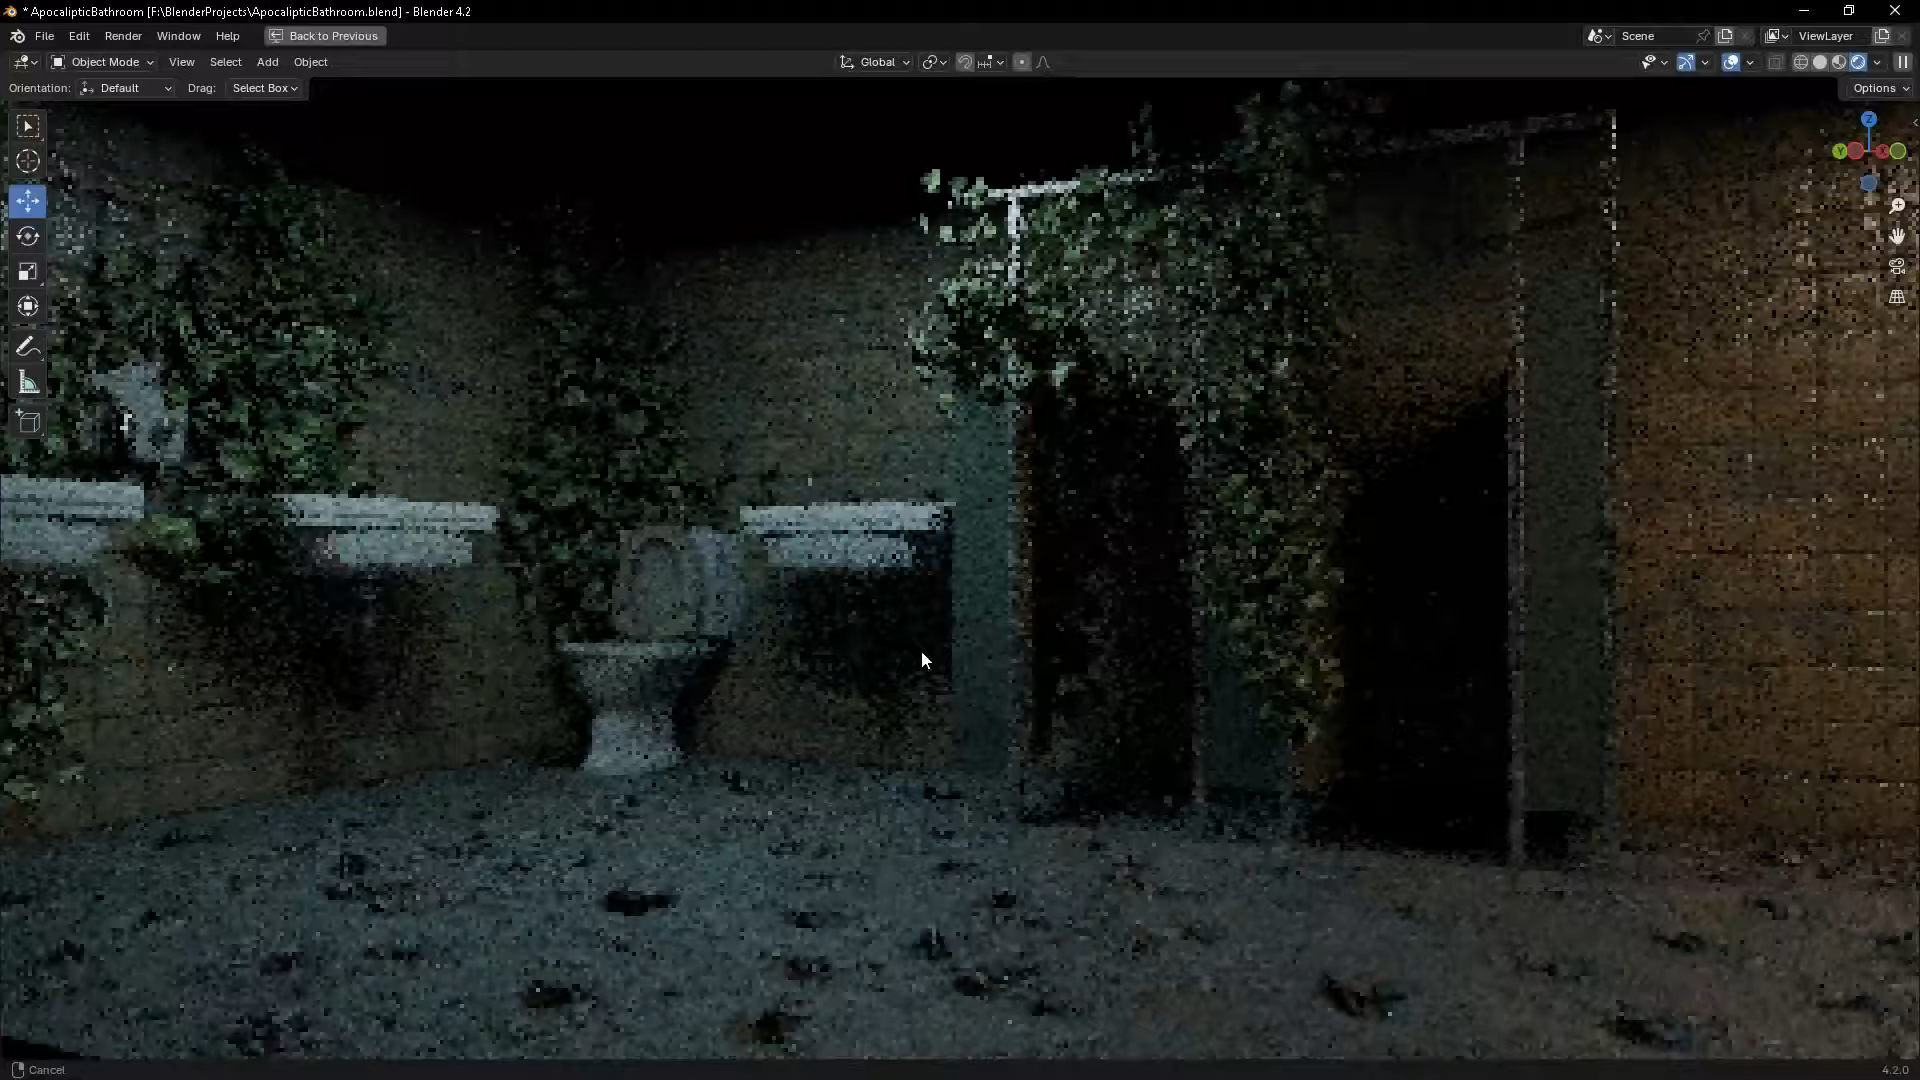 * ApocalipticBathroom [F:\BlenderProjects\ApocalipticBathroom.blend] - Blender 4.2
File Edit Render Window Help Back to Previous Scene ViewLayer
Object Mode View Select Add Object Global
Orientation: Default Drag: Select Box Options
Z
Y X
Cancel 4.2.0